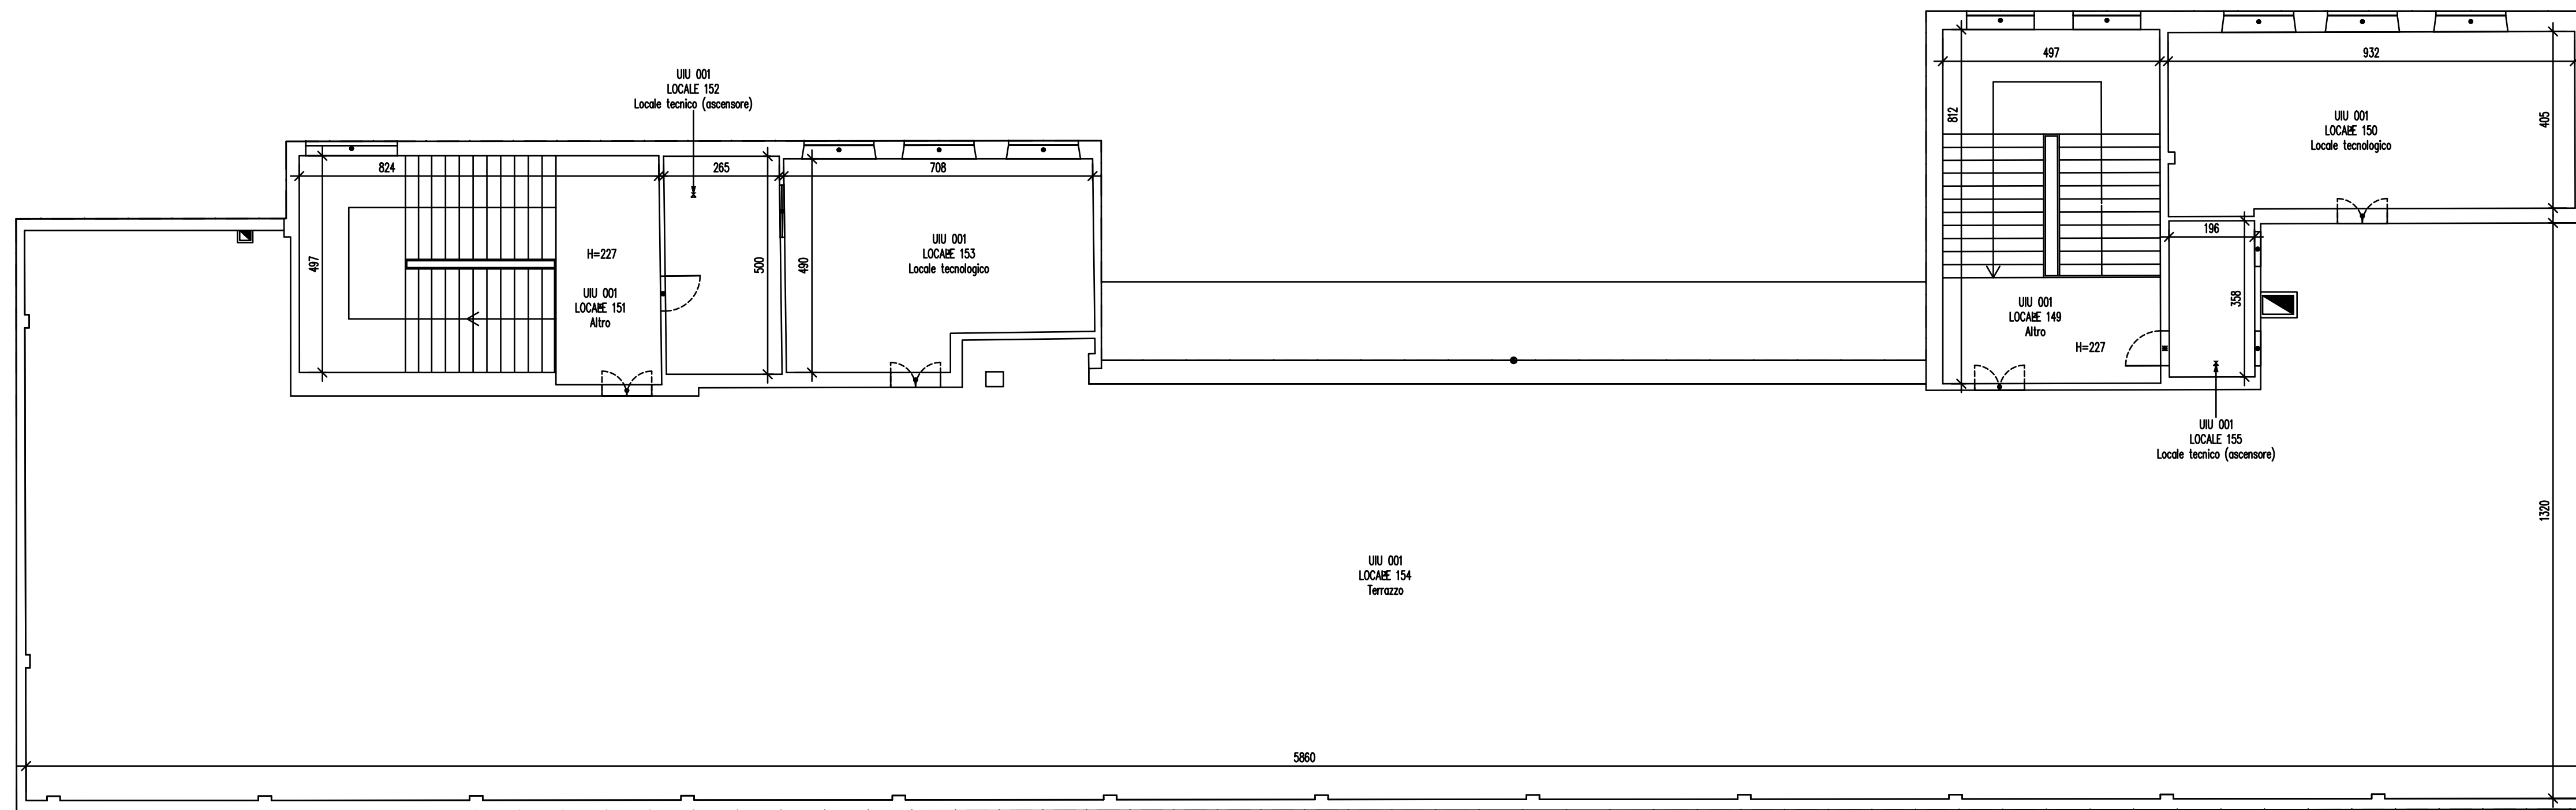 497
932
UIU 001
LOCALE 152
Locale tecnico (ascensore)
812
UIU 001
LOCALE 150
Locale tecnologico
405
824
265
708
196
UIU 001
LOCALE 153
Locale tecnologico
H=227
497
500
490
UIU 001
LOCALE 151
Altro
358
UIU 001
LOCALE 149
Altro
H=227
UIU 001
LOCALE 155
Locale tecnico (ascensore)
1320
UIU 001
LOCALE 154
Terrazzo
5860